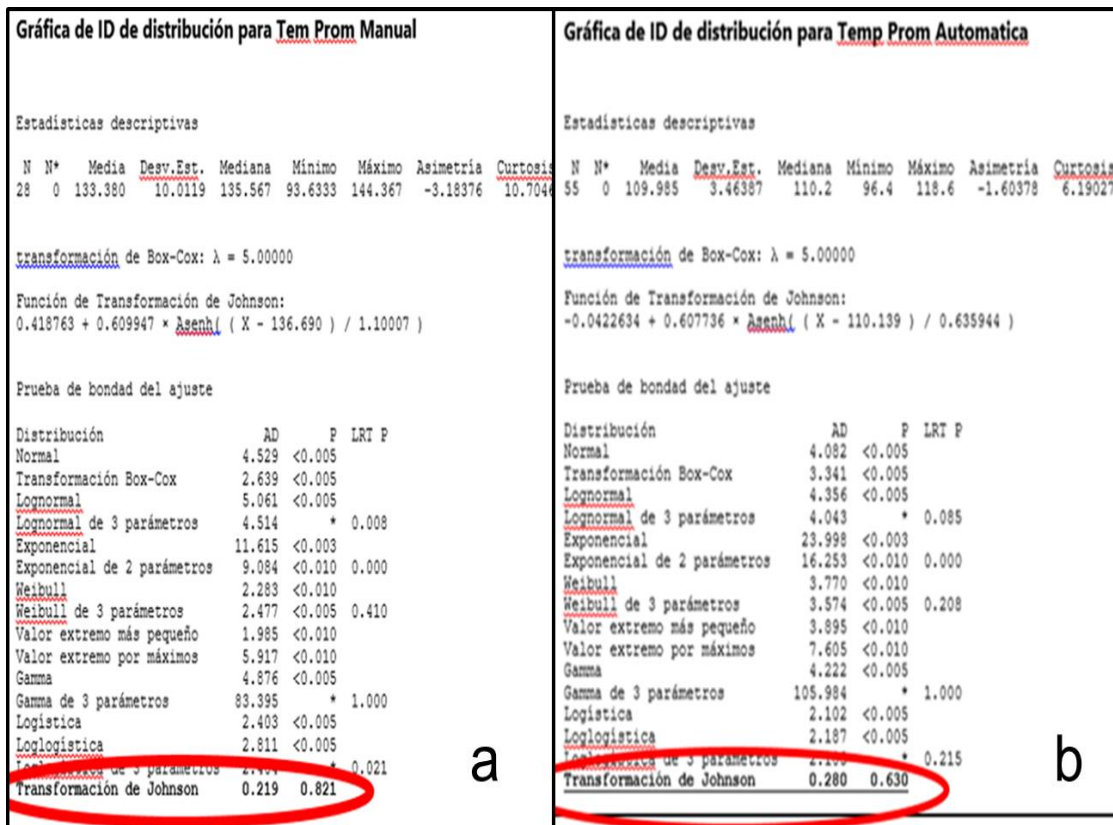 Gráfica de ID de distribución para Tem Prom Manual
Estadísticas descriptivas
N N* Media Desv.Est. Mediana Mínimo Máximo Asimetría Curtosis
28 0 133.380 10.0119 135.567 93.6333 144.367 -3.18376 10.7046
transformación de Box-Cox: λ = 5.00000
Función de Transformación de Johnson:
0.418763 + 0.609947 × Asenh( ( X - 136.690 ) / 1.10007 )
Prueba de bondad del ajuste
Distribución AD P LRT P
Normal 4.529 <0.005
Transformación Box-Cox 2.639 <0.005
Lognormal 5.061 <0.005
Lognormal de 3 parámetros 4.514 * 0.008
Exponencial 11.615 <0.003
Exponencial de 2 parámetros 9.084 <0.010 0.000
Weibull 2.283 <0.010
Weibull de 3 parámetros 2.477 <0.005 0.410
Valor extremo más pequeño 1.985 <0.010
Valor extremo por máximos 5.917 <0.010
Gamma 4.876 <0.005
Gamma de 3 parámetros 83.395 * 1.000
Logística 2.403 <0.005
Loglogística 2.811 <0.005
de 3 parámetros * 0.021
Transformación de Johnson 0.219 0.821
a
Gráfica de ID de distribución para Temp Prom Automatica
Estadísticas descriptivas
N N* Media Desv.Est. Mediana Mínimo Máximo Asimetría Curtosis
55 0 109.985 3.46387 110.2 96.4 118.6 -1.60378 6.19027
transformación de Box-Cox: λ = 5.00000
Función de Transformación de Johnson:
-0.0422634 + 0.607736 × Asenh( ( X - 110.139 ) / 0.635944 )
Prueba de bondad del ajuste
Distribución AD P LRT P
Normal 4.082 <0.005
Transformación Box-Cox 3.341 <0.005
Lognormal 4.356 <0.005
Lognormal de 3 parámetros 4.043 * 0.085
Exponencial 23.998 <0.003
Exponencial de 2 parámetros 16.253 <0.010 0.000
Weibull 3.770 <0.010
Weibull de 3 parámetros 3.574 <0.005 0.208
Valor extremo más pequeño 3.895 <0.010
Valor extremo por máximos 7.605 <0.010
Gamma 4.222 <0.005
Gamma de 3 parámetros 105.984 * 1.000
Logística 2.102 <0.005
Loglogística 2.187 <0.005
Loglogística de 3 parámetros * 0.215
Transformación de Johnson 0.280 0.630
b